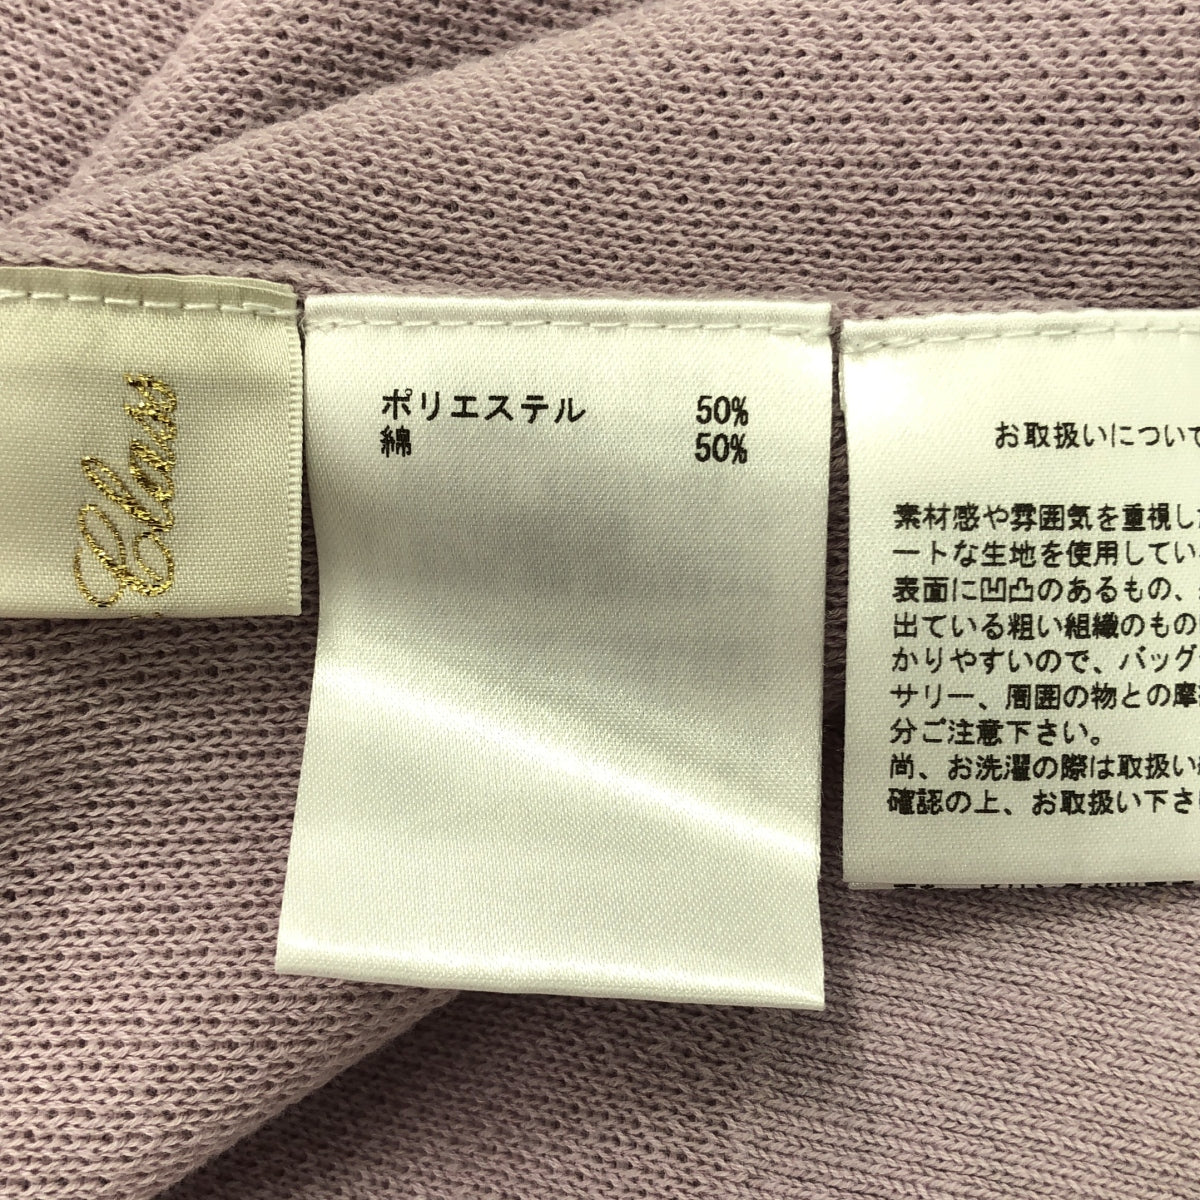 Class
ポリエステル 50%
綿 50%
お取扱いについて
素材感や雰囲気を重視した
ートな生地を使用してい
表面に凹凸のあるもの、
出ている粗い組織のもの
かりやすいので、バッグ
サリー、周囲の物との摩
分ご注意下さい。
尚、お洗濯の際は取扱い
確認の上、お取扱い下さ